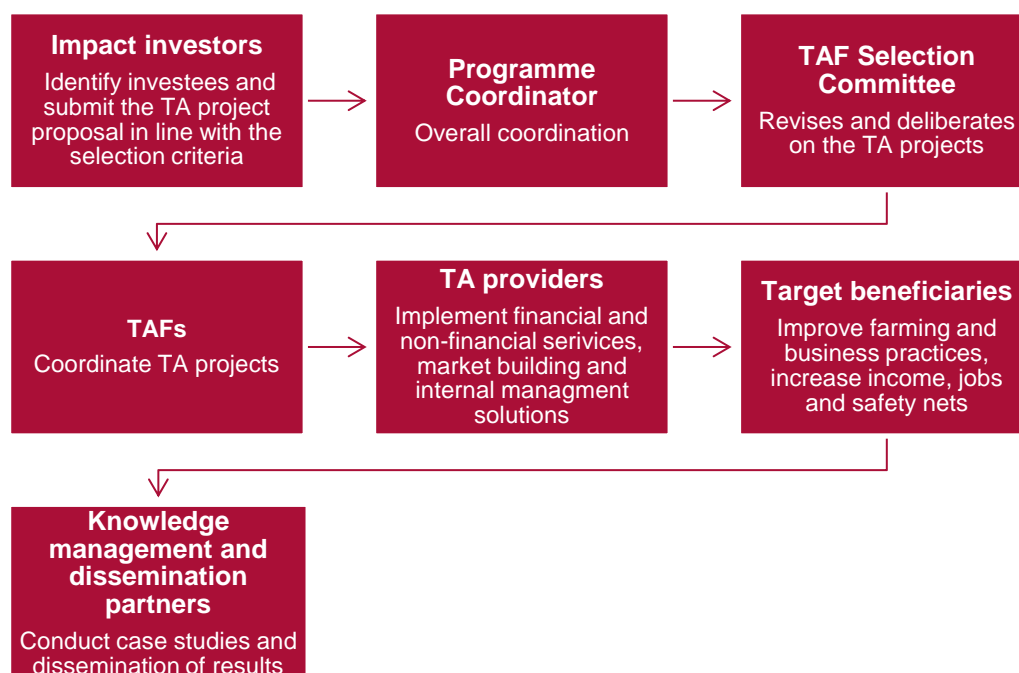 Impact investors
Identify investees and
submit the TA project
proposal in line with the
selection criteria
Programme
Coordinator
Overall coordination
TAF Selection
Committee
Revises and deliberates
on the TA projects
TAFs
Coordinate TA projects
TA providers
Implement financial and
non-financial serivices,
market building and
internal managment
solutions
Target beneficiaries
Improve farming and
business practices,
increase income, jobs
and safety nets
Knowledge
management and
dissemination
partners
Conduct case studies and
dissemination of results